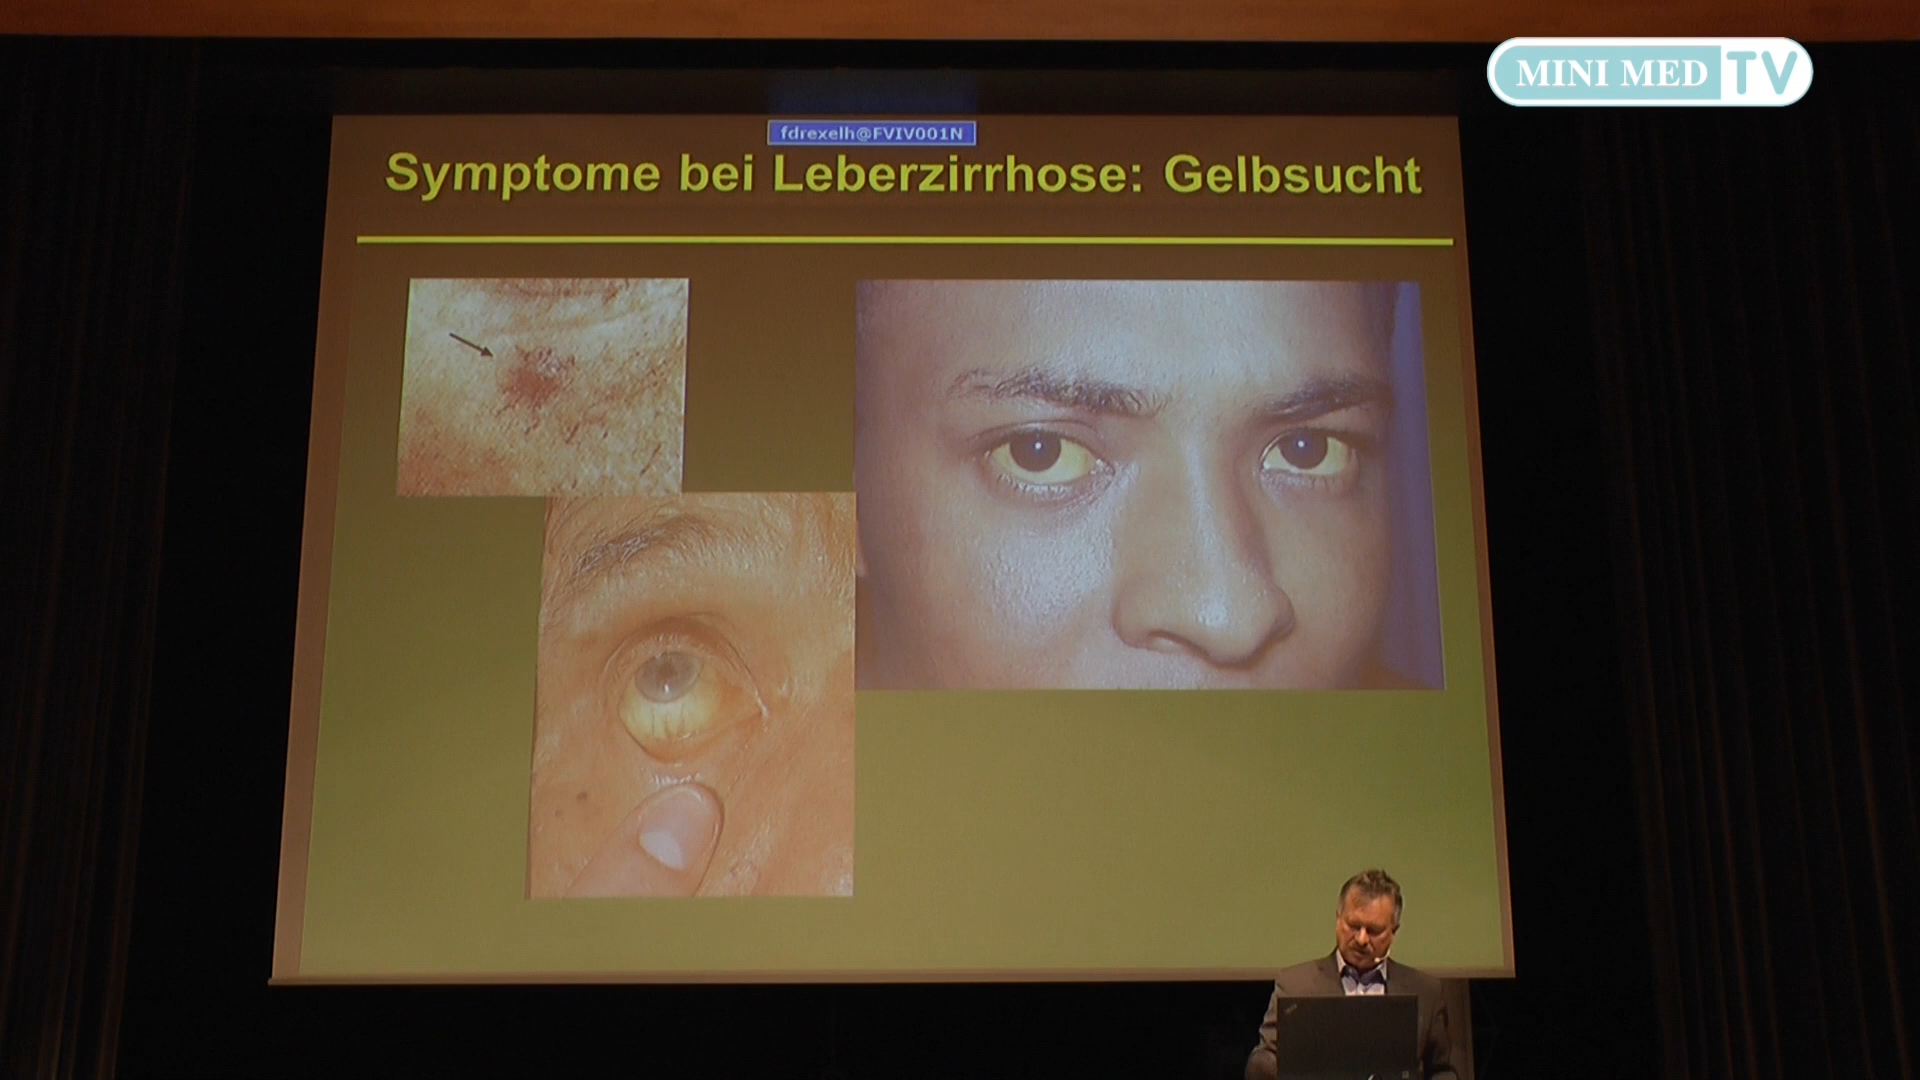 MINI MED TV
fdrexelh@FVIV001N
Symptome bei Leberzirrhose: Gelbsucht